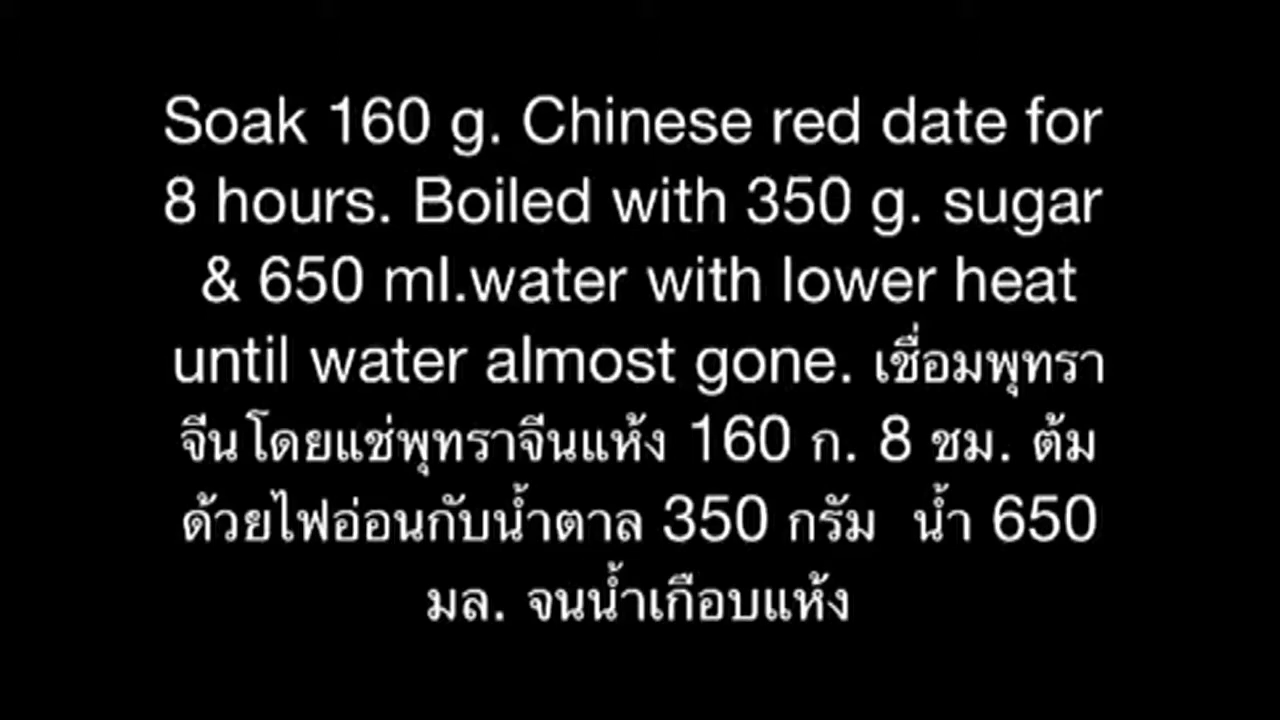 Soak 160 g. Chinese red date for
8 hours. Boiled with 350 g. sugar
& 650 ml.water with lower heat
until water almost gone. เชื่อมพุทรา
จีนโดยแช่พุทราจีนแห้ง 160 ก. 8 ชม. ต้ม
ด้วยไฟอ่อนกับน้ำตาล 350 กรัม น้ำ 650
มล. จนน้ำเกือบแห้ง